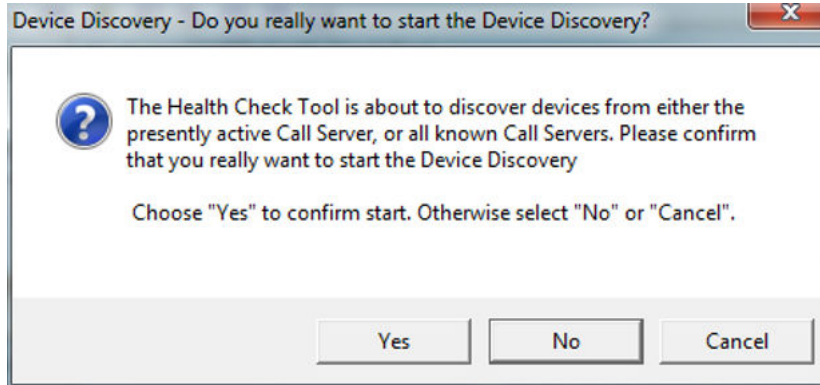 Device Discovery - Do you really want to start the Device Discovery?
The Health Check Tool is about to discover devices from either the
presently active Call Server, or all known Call Servers. Please confirm
that you really want to start the Device Discovery
Choose "Yes" to confirm start. Otherwise select "No" or "Cancel".
Yes No Cancel